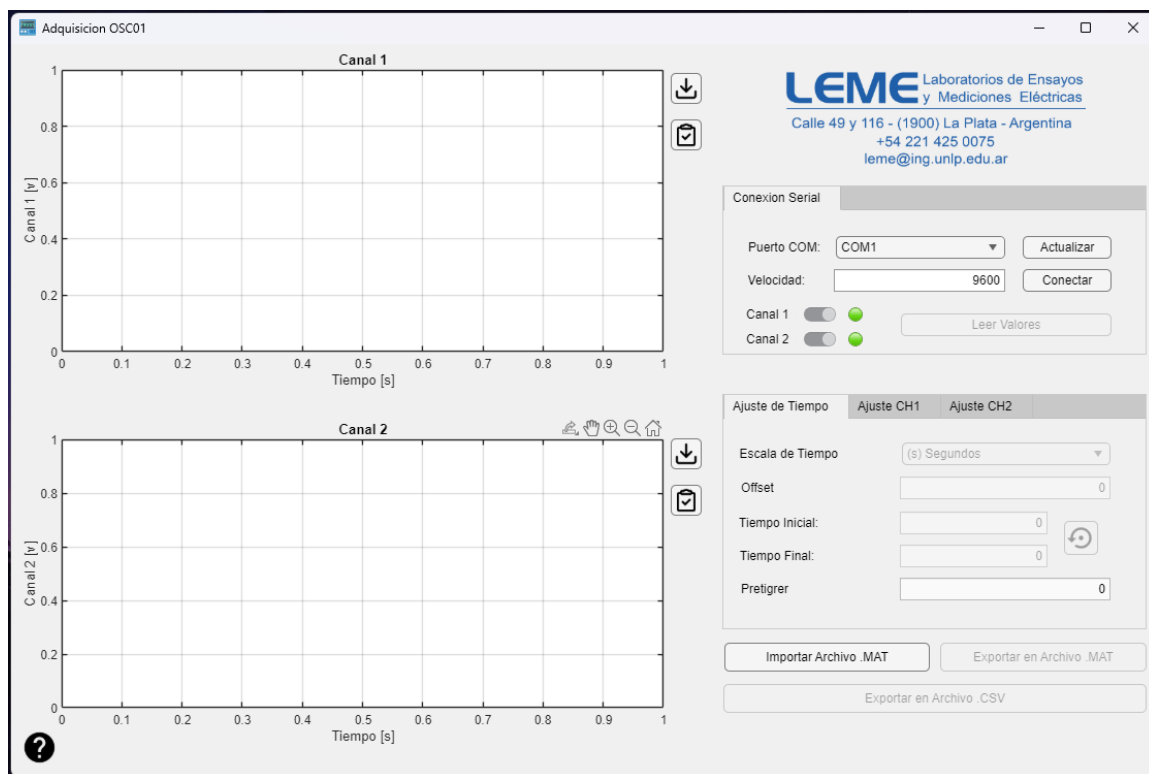 Adquisicion OSC01
Canal 1
1
0.8
0.6
0.4
0.2
0
Canal 1 [v]
0 0.1 0.2 0.3 0.4 0.5 0.6 0.7 0.8 0.9 1
Tiempo [s]
Canal 2
1
0.8
0.6
0.4
0.2
0
Canal 2 [v]
0 0.1 0.2 0.3 0.4 0.5 0.6 0.7 0.8 0.9 1
Tiempo [s]
?
LEME Laboratorios de Ensayos
y Mediciones Eléctricas
Calle 49 y 116 - (1900) La Plata - Argentina
+54 221 425 0075
leme@ing.unlp.edu.ar
Conexion Serial
Puerto COM: COM1 Actualizar
Velocidad: 9600 Conectar
Canal 1
Canal 2
Leer Valores
Ajuste de Tiempo Ajuste CH1 Ajuste CH2
Escala de Tiempo (s) Segundos
Offset 0
Tiempo Inicial: 0
Tiempo Final: 0
Pretigrer 0
Importar Archivo .MAT Exportar en Archivo .MAT
Exportar en Archivo .CSV